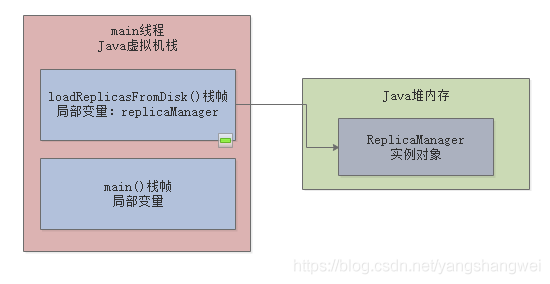 main线程
Java虚拟机栈
loadReplicasFromDisk()栈帧
局部变量：replicaManager
main()栈帧
局部变量
Java堆内存
ReplicaManager
实例对象
https://blog.csdn.net/yangshangwei